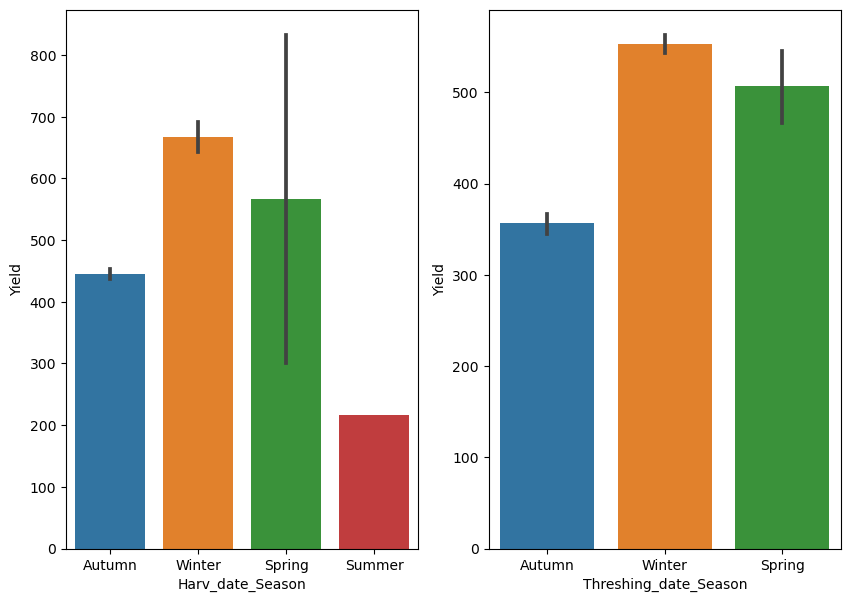 800
700
600
500
400
300
200
100
0
Yield
Autumn Winter Spring Summer
Harv_date_Season
500
400
300
200
100
0
Yield
Autumn Winter Spring
Threshing_date_Season